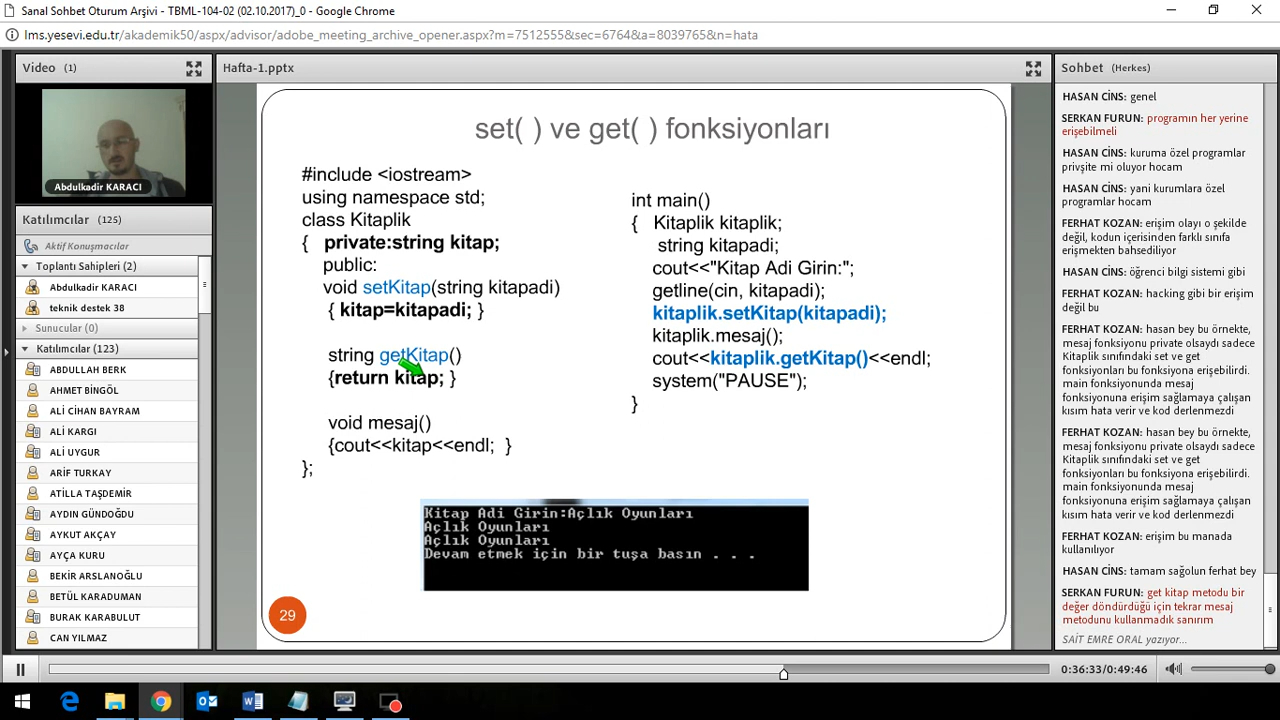 Sanal Sohbet Oturum Arşivi - TBML-104-02 (02.10.2017)_0 - Google Chrome
lms.yesevi.edu.tr/akademik50/aspx/advisor/adobe_meeting_archive_opener.aspx?m=7512555&sec=6764&a=8039765&n=hata
Video (1)
Abdulkadir KARACI
Katılımcılar (125)
Aktif Konuşmacılar
Toplantı Sahipleri (2)
Abdulkadir KARACI
teknik destek 38
Sunucular (0)
Katılımcılar (123)
ABDULLAH BERK
AHMET BİNGÖL
ALİ CİHAN BAYRAM
ALİ KARGI
ALİ UYGUR
ARİF TURKAY
ATİLLA TAŞDEMİR
AYDIN GÜNDOĞDU
AYKUT AKÇAY
AYÇA KURU
BEKİR ARSLANOĞLU
BETÜL KARADUMAN
BURAK KARABULUT
CAN YILMAZ
Hafta-1.pptx
set( ) ve get( ) fonksiyonları
#include <iostream>
using namespace std;
class Kitaplik
{ private:string kitap;
public:
void setKitap(string kitapadi)
{ kitap=kitapadi; }
string getKitap()
{return kitap; }
void mesaj()
{cout<<kitap<<endl; }
};
int main()
{ Kitaplik kitaplik;
string kitapadi;
cout<<"Kitap Adi Girin:";
getline(cin, kitapadi);
kitaplik.setKitap(kitapadi);
kitaplik.mesaj();
cout<<kitaplik.getKitap()<<endl;
system("PAUSE");
}
Kitap Adi Girin:Açlık Oyunları
Açlık Oyunları
Açlık Oyunları
Devam etmek için bir tuşa basın . . .
29
Sohbet (Herkes)
HASAN CİNS: genel
SERKAN FURUN: programın her yerine
erişebilmeli
HASAN CİNS: kuruma özel programlar
privşite mi oluyor hocam
HASAN CİNS: yani kurumlara özel
programlar hocam
FERHAT KOZAN: erişim olayı o şekilde
değil, kodun içerisinden farklı sınıfa
erişmekten bahsediliyor
HASAN CİNS: öğrenci bilgi sistemi gibi
FERHAT KOZAN: hacking gibi bir erişim
değil bu
FERHAT KOZAN: hasan bey bu örnekte,
mesaj fonksiyonu private olsaydı sadece
Kitaplik sınıfındaki set ve get
fonksiyonları bu fonksiyona erişebilirdi.
main fonksiyonunda mesaj
fonksiyonuna erişim sağlamaya çalışan
kısım hata verir ve kod derlenmezdi
FERHAT KOZAN: hasan bey bu örnekte,
mesaj fonksiyonu private olsaydı sadece
Kitaplik sınıfındaki set ve get
fonksiyonları bu fonksiyona erişebilirdi.
main fonksiyonunda mesaj
fonksiyonuna erişim sağlamaya çalışan
kısım hata verir ve kod derlenmezdi
FERHAT KOZAN: erişim bu manada
kullanılıyor
HASAN CİNS: tamam sağolun ferhat bey
SERKAN FURUN: get kitap metodu bir
değer döndürdüğü için tekrar mesaj
metodunu kullanmadık sanırım
SAİT EMRE ORAL yazıyor...
0:36:33/0:49:46